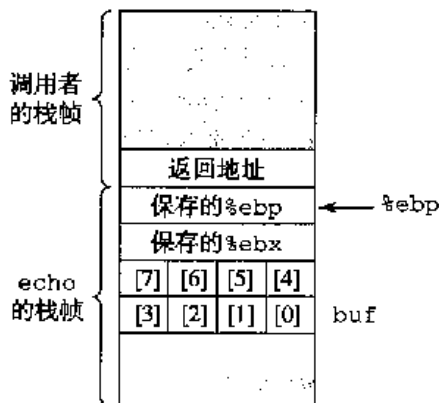 调用者
的栈帧
返回地址
保存的%ebp
%ebp
保存的%ebx
echo
的栈帧
[7] [6] [5] [4]
[3] [2] [1] [0]
buf